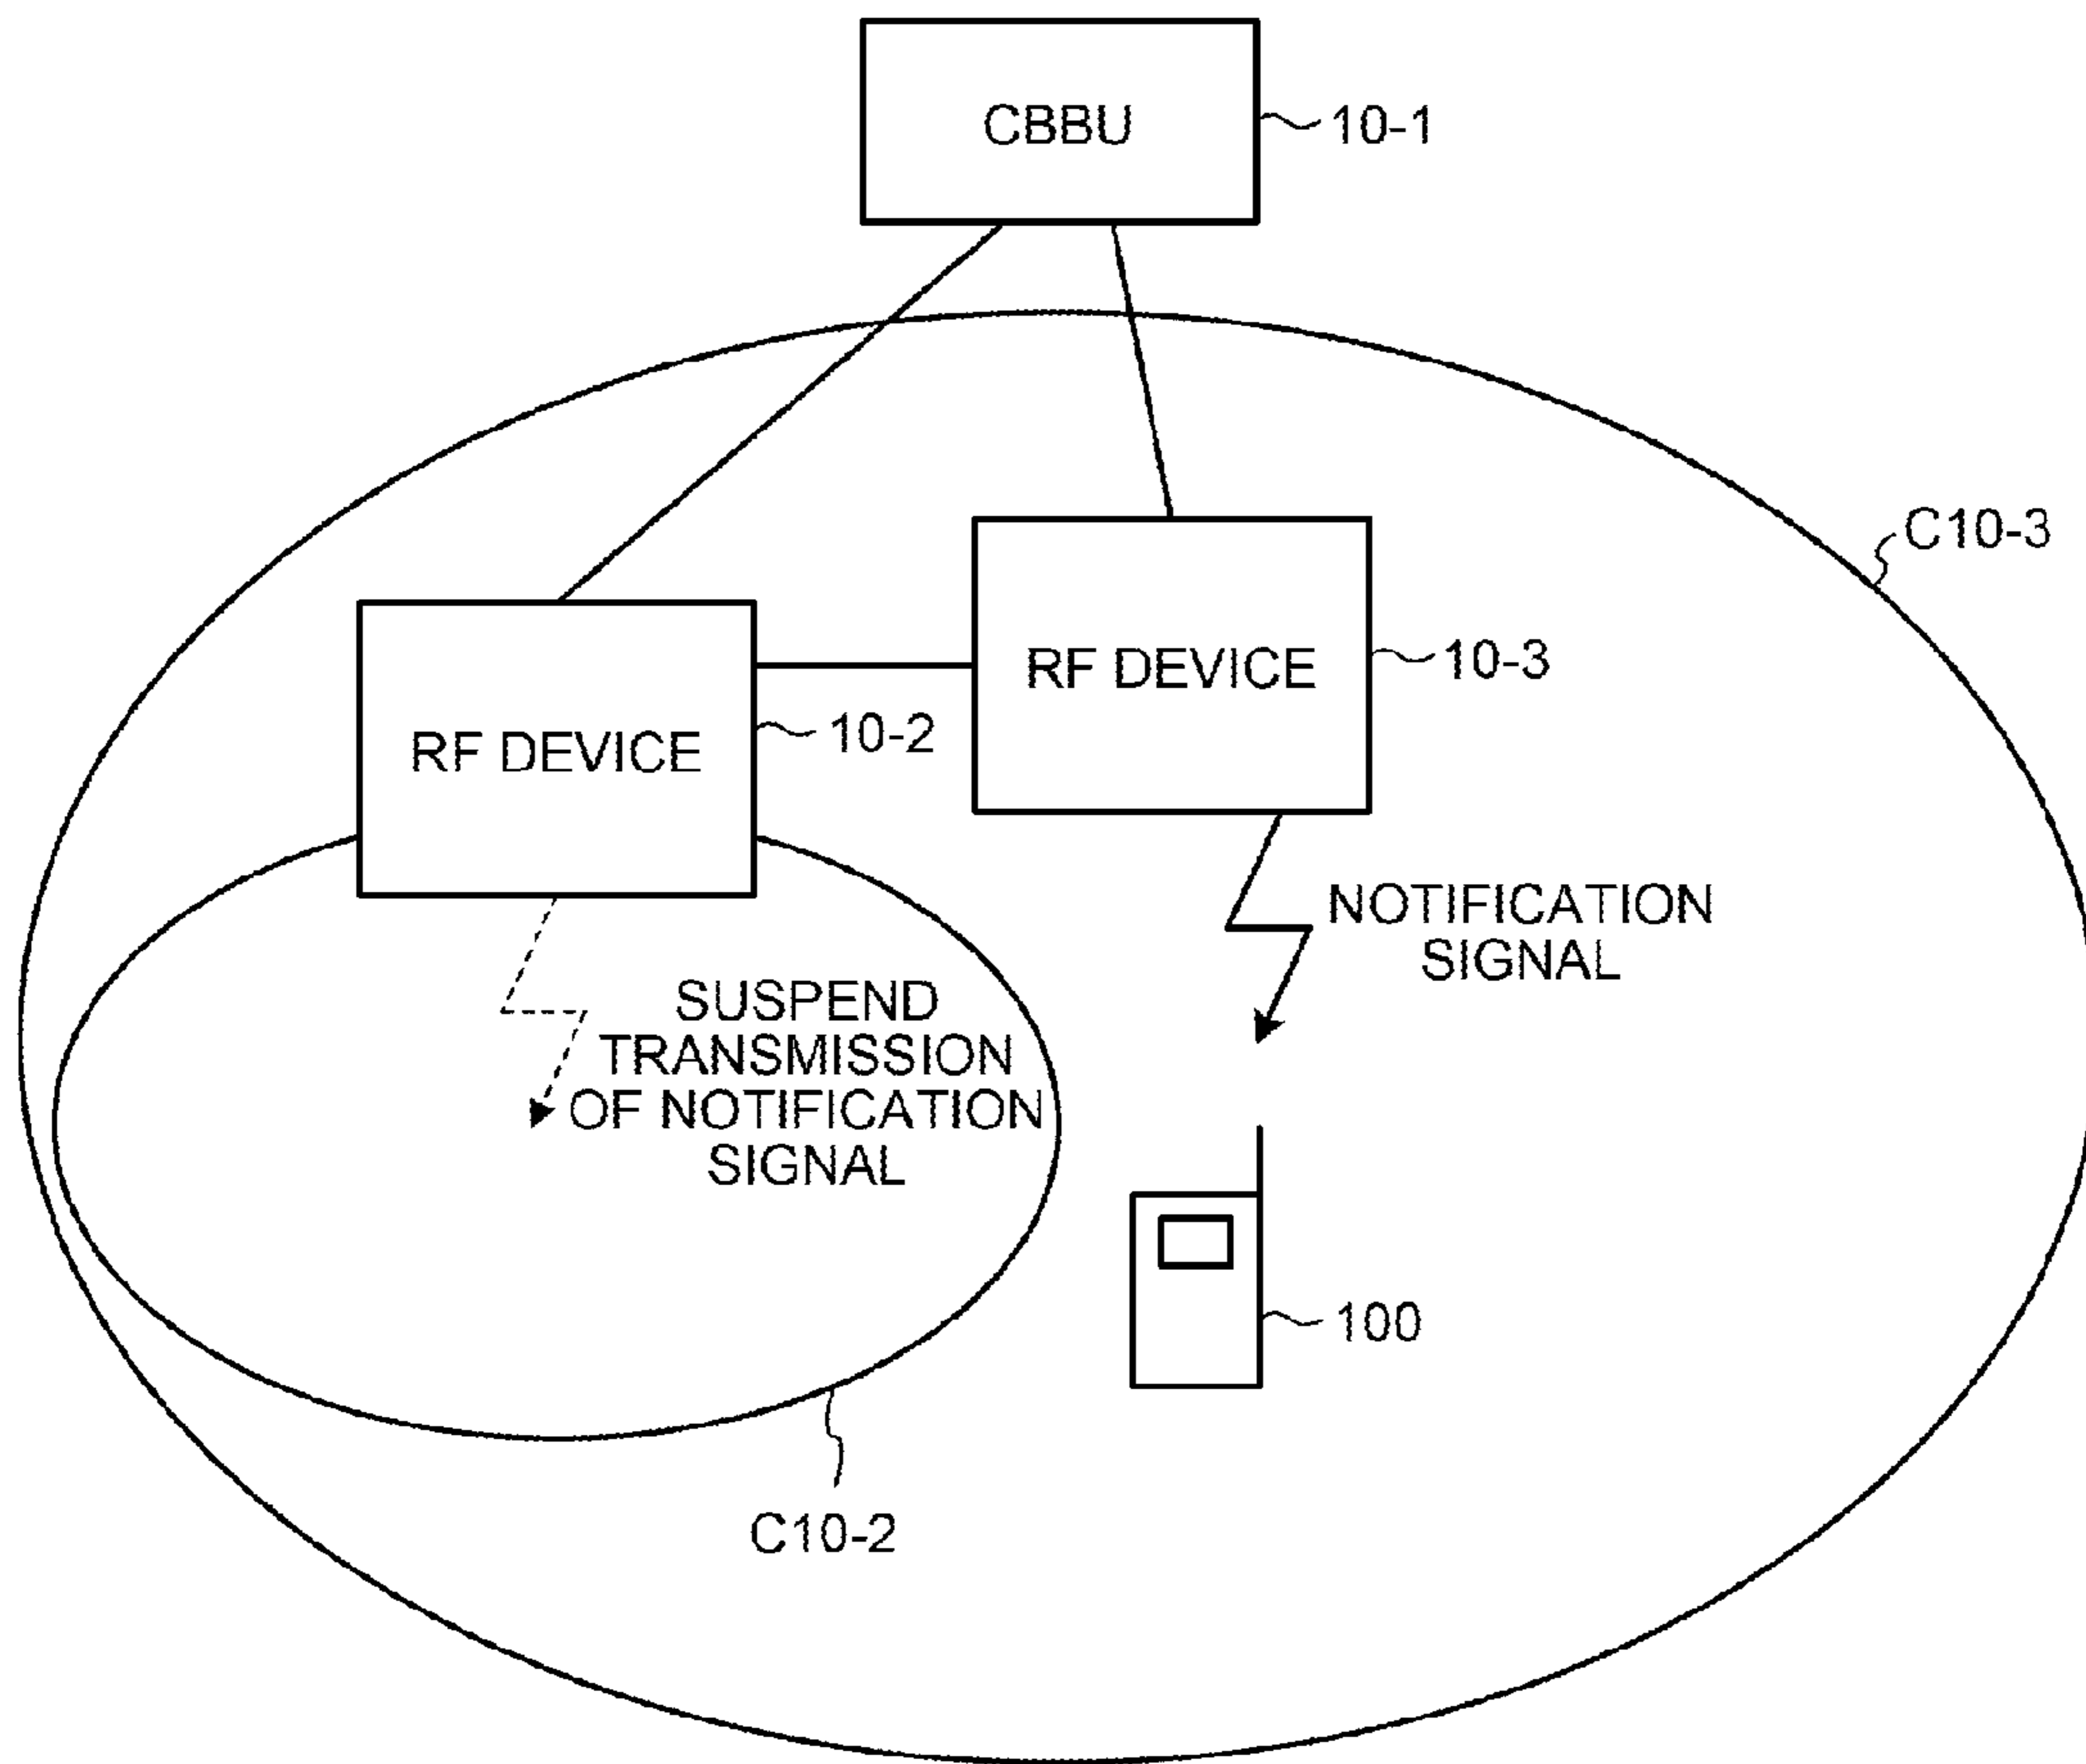 CBBU
10-1
C10-3
RF DEVICE
10-3
RF DEVICE
10-2
NOTIFICATION
SIGNAL
SUSPEND
TRANSMISSION
OF NOTIFICATION
SIGNAL
100
C10-2